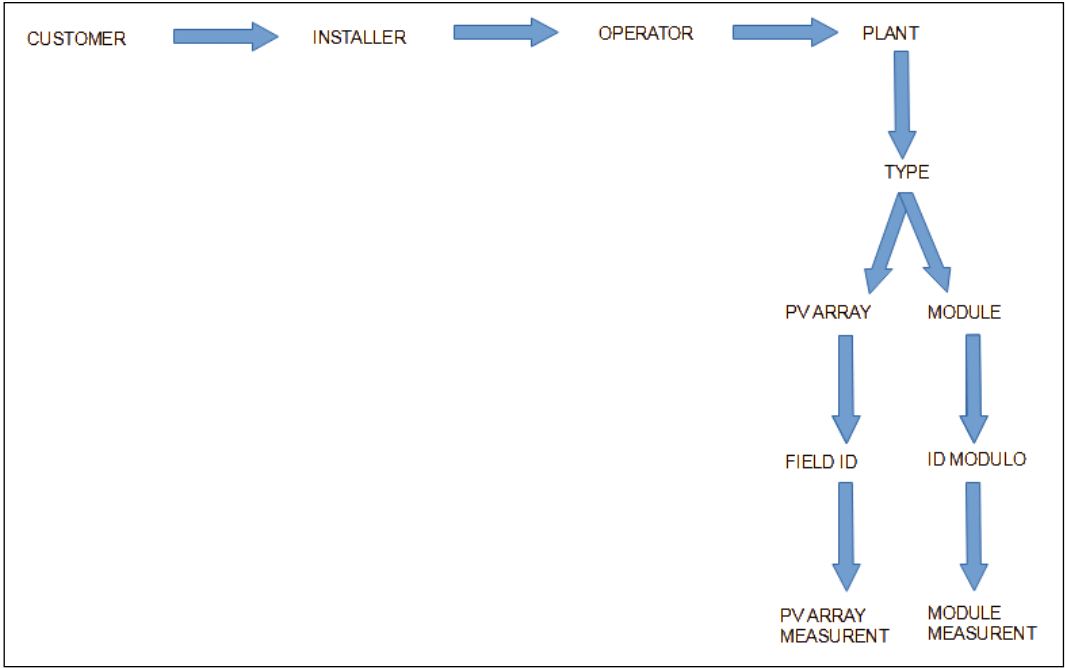 CUSTOMER
INSTALLER
OPERATOR
PLANT
TYPE
PV ARRAY
MODULE
FIELD ID
ID MODULO
PV ARRAY
MEASURENT
MODULE
MEASURENT